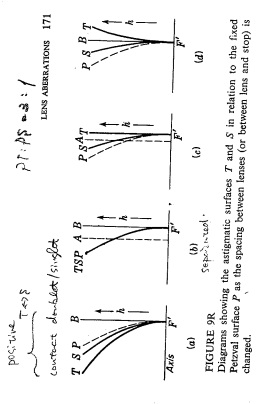 LENS ABERRATIONS 171
positive T↔S
contact doublet/singlet
PT : PS = 3 : 1
T S P B
h
F'
Axis
(a)
TSP A B
h
F'
(b)
P S A T
h
F'
(c)
P S B T
h
F'
(d)
FIGURE 9R
Diagrams showing the astigmatic surfaces T and S in relation to the fixed
Petzval surface P as the spacing between lenses (or between lens and stop) is
changed.